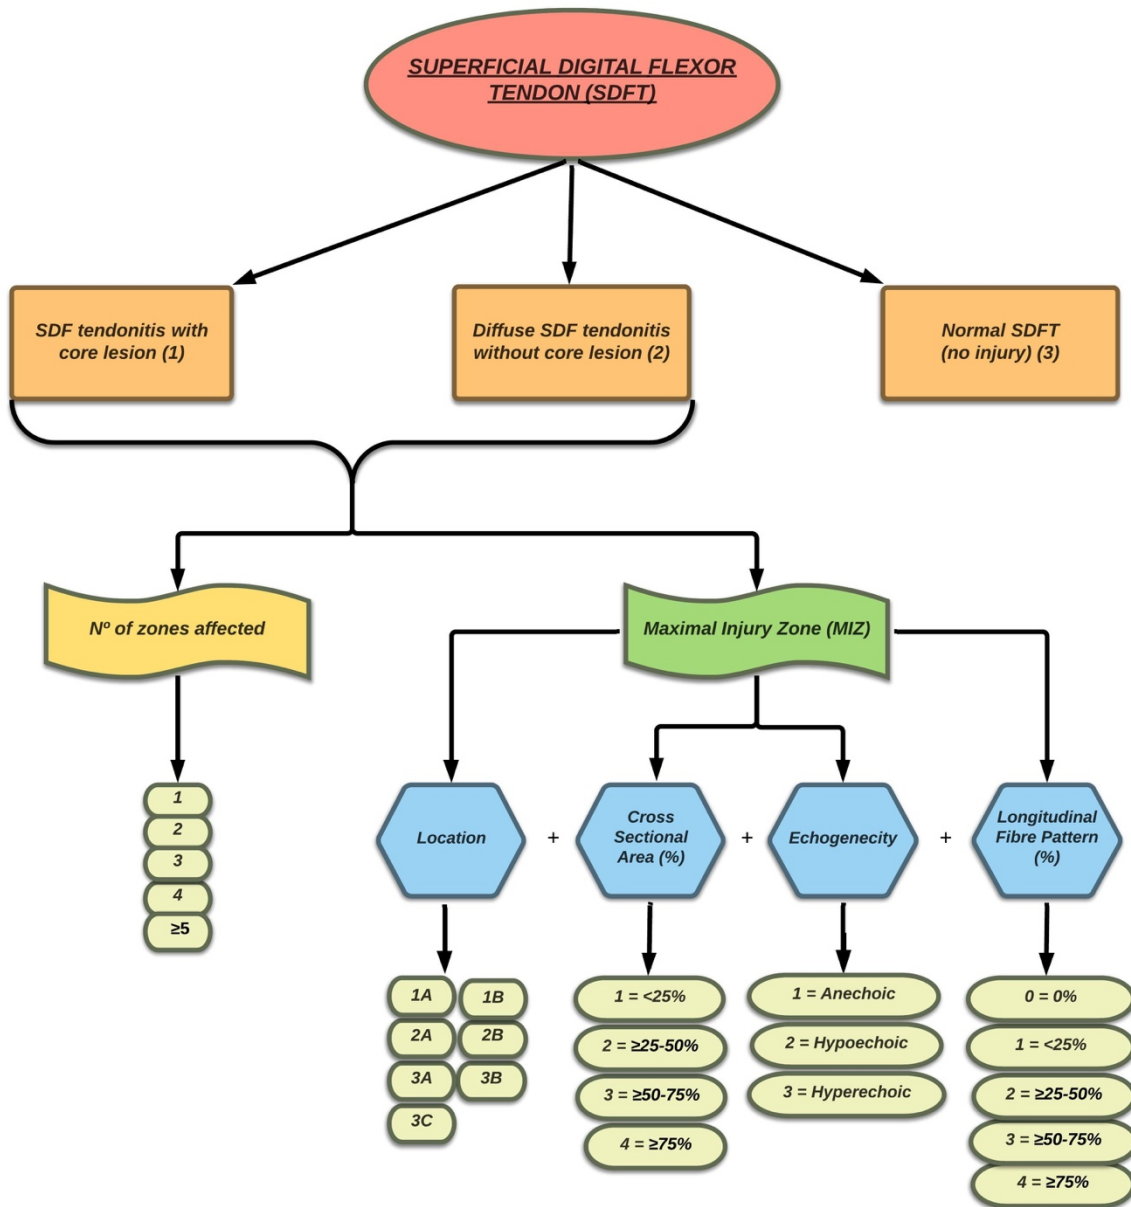 SUPERFICIAL DIGITAL FLEXOR
TENDON (SDFT)
SDF tendonitis with
core lesion (1)
Diffuse SDF tendonitis
without core lesion (2)
Normal SDFT
(no injury) (3)
Nº of zones affected
Maximal Injury Zone (MIZ)
1
2
3
4
≥5
Location
+
Cross
Sectional
Area (%)
+
Echogenecity
+
Longitudinal
Fibre Pattern
(%)
1A
1B
2A
2B
3A
3B
3C
1 = <25%
2 = ≥25-50%
3 = ≥50-75%
4 = ≥75%
1 = Anechoic
2 = Hypoechoic
3 = Hyperechoic
0 = 0%
1 = <25%
2 = ≥25-50%
3 = ≥50-75%
4 = ≥75%